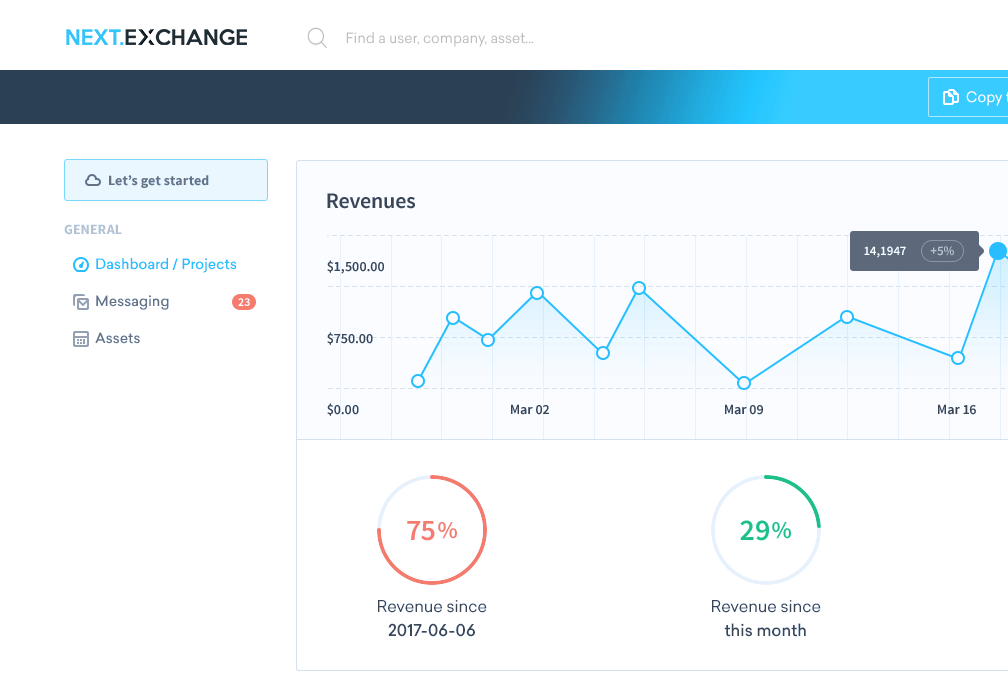 NEXT.EXCHANGE
Find a user, company, asset...
Copy
Let's get started
GENERAL
Dashboard / Projects
Messaging 23
Assets
Revenues
14,1947 +5%
$1,500.00
$750.00
$0.00 Mar 02 Mar 09 Mar 16
75% 29%
Revenue since
2017-06-06
Revenue since
this month